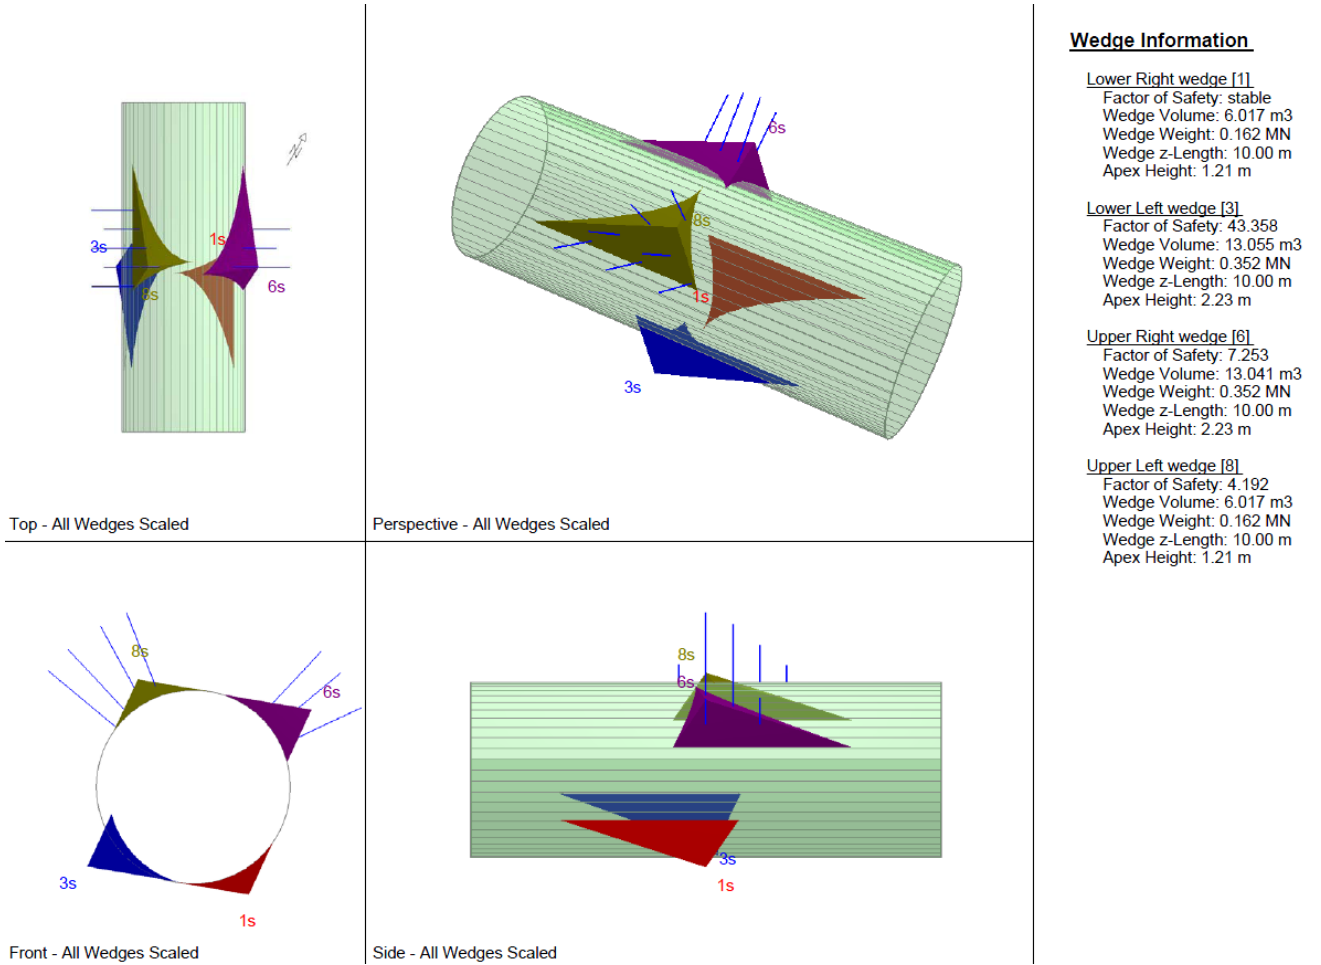 6s
8s
1s
3s
3s
1s
8s
6s
N
Top - All Wedges Scaled
Perspective - All Wedges Scaled
8s
6s
3s
1s
Front - All Wedges Scaled
8s
6s
3s
1s
Side - All Wedges Scaled
Wedge Information
Lower Right wedge [1]
Factor of Safety: stable
Wedge Volume: 6.017 m3
Wedge Weight: 0.162 MN
Wedge z-Length: 10.00 m
Apex Height: 1.21 m
Lower Left wedge [3]
Factor of Safety: 43.358
Wedge Volume: 13.055 m3
Wedge Weight: 0.352 MN
Wedge z-Length: 10.00 m
Apex Height: 2.23 m
Upper Right wedge [6]
Factor of Safety: 7.253
Wedge Volume: 13.041 m3
Wedge Weight: 0.352 MN
Wedge z-Length: 10.00 m
Apex Height: 2.23 m
Upper Left wedge [8]
Factor of Safety: 4.192
Wedge Volume: 6.017 m3
Wedge Weight: 0.162 MN
Wedge z-Length: 10.00 m
Apex Height: 1.21 m